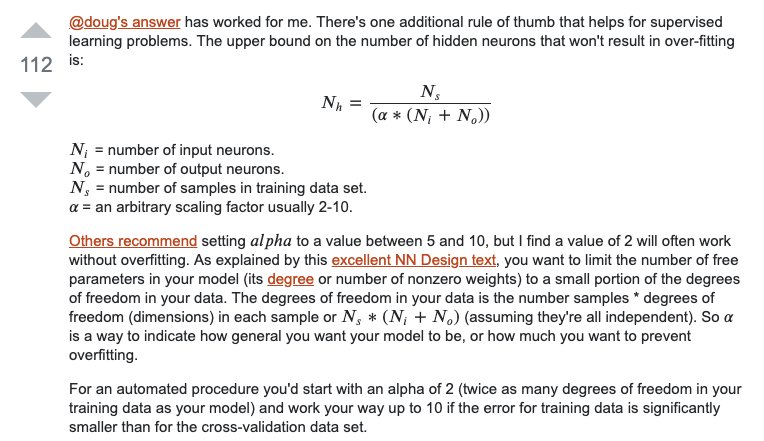 @doug's answer has worked for me. There's one additional rule of thumb that helps for supervised
learning problems. The upper bound on the number of hidden neurons that won't result in over-fitting
is:
112
N_h = N_s / (α * (N_i + N_o))
N_i = number of input neurons.
N_o = number of output neurons.
N_s = number of samples in training data set.
α = an arbitrary scaling factor usually 2-10.
Others recommend setting alpha to a value between 5 and 10, but I find a value of 2 will often work
without overfitting. As explained by this excellent NN Design text, you want to limit the number of free
parameters in your model (its degree or number of nonzero weights) to a small portion of the degrees
of freedom in your data. The degrees of freedom in your data is the number samples * degrees of
freedom (dimensions) in each sample or N_s * (N_i + N_o) (assuming they're all independent). So α
is a way to indicate how general you want your model to be, or how much you want to prevent
overfitting.
For an automated procedure you'd start with an alpha of 2 (twice as many degrees of freedom in your
training data as your model) and work your way up to 10 if the error for training data is significantly
smaller than for the cross-validation data set.